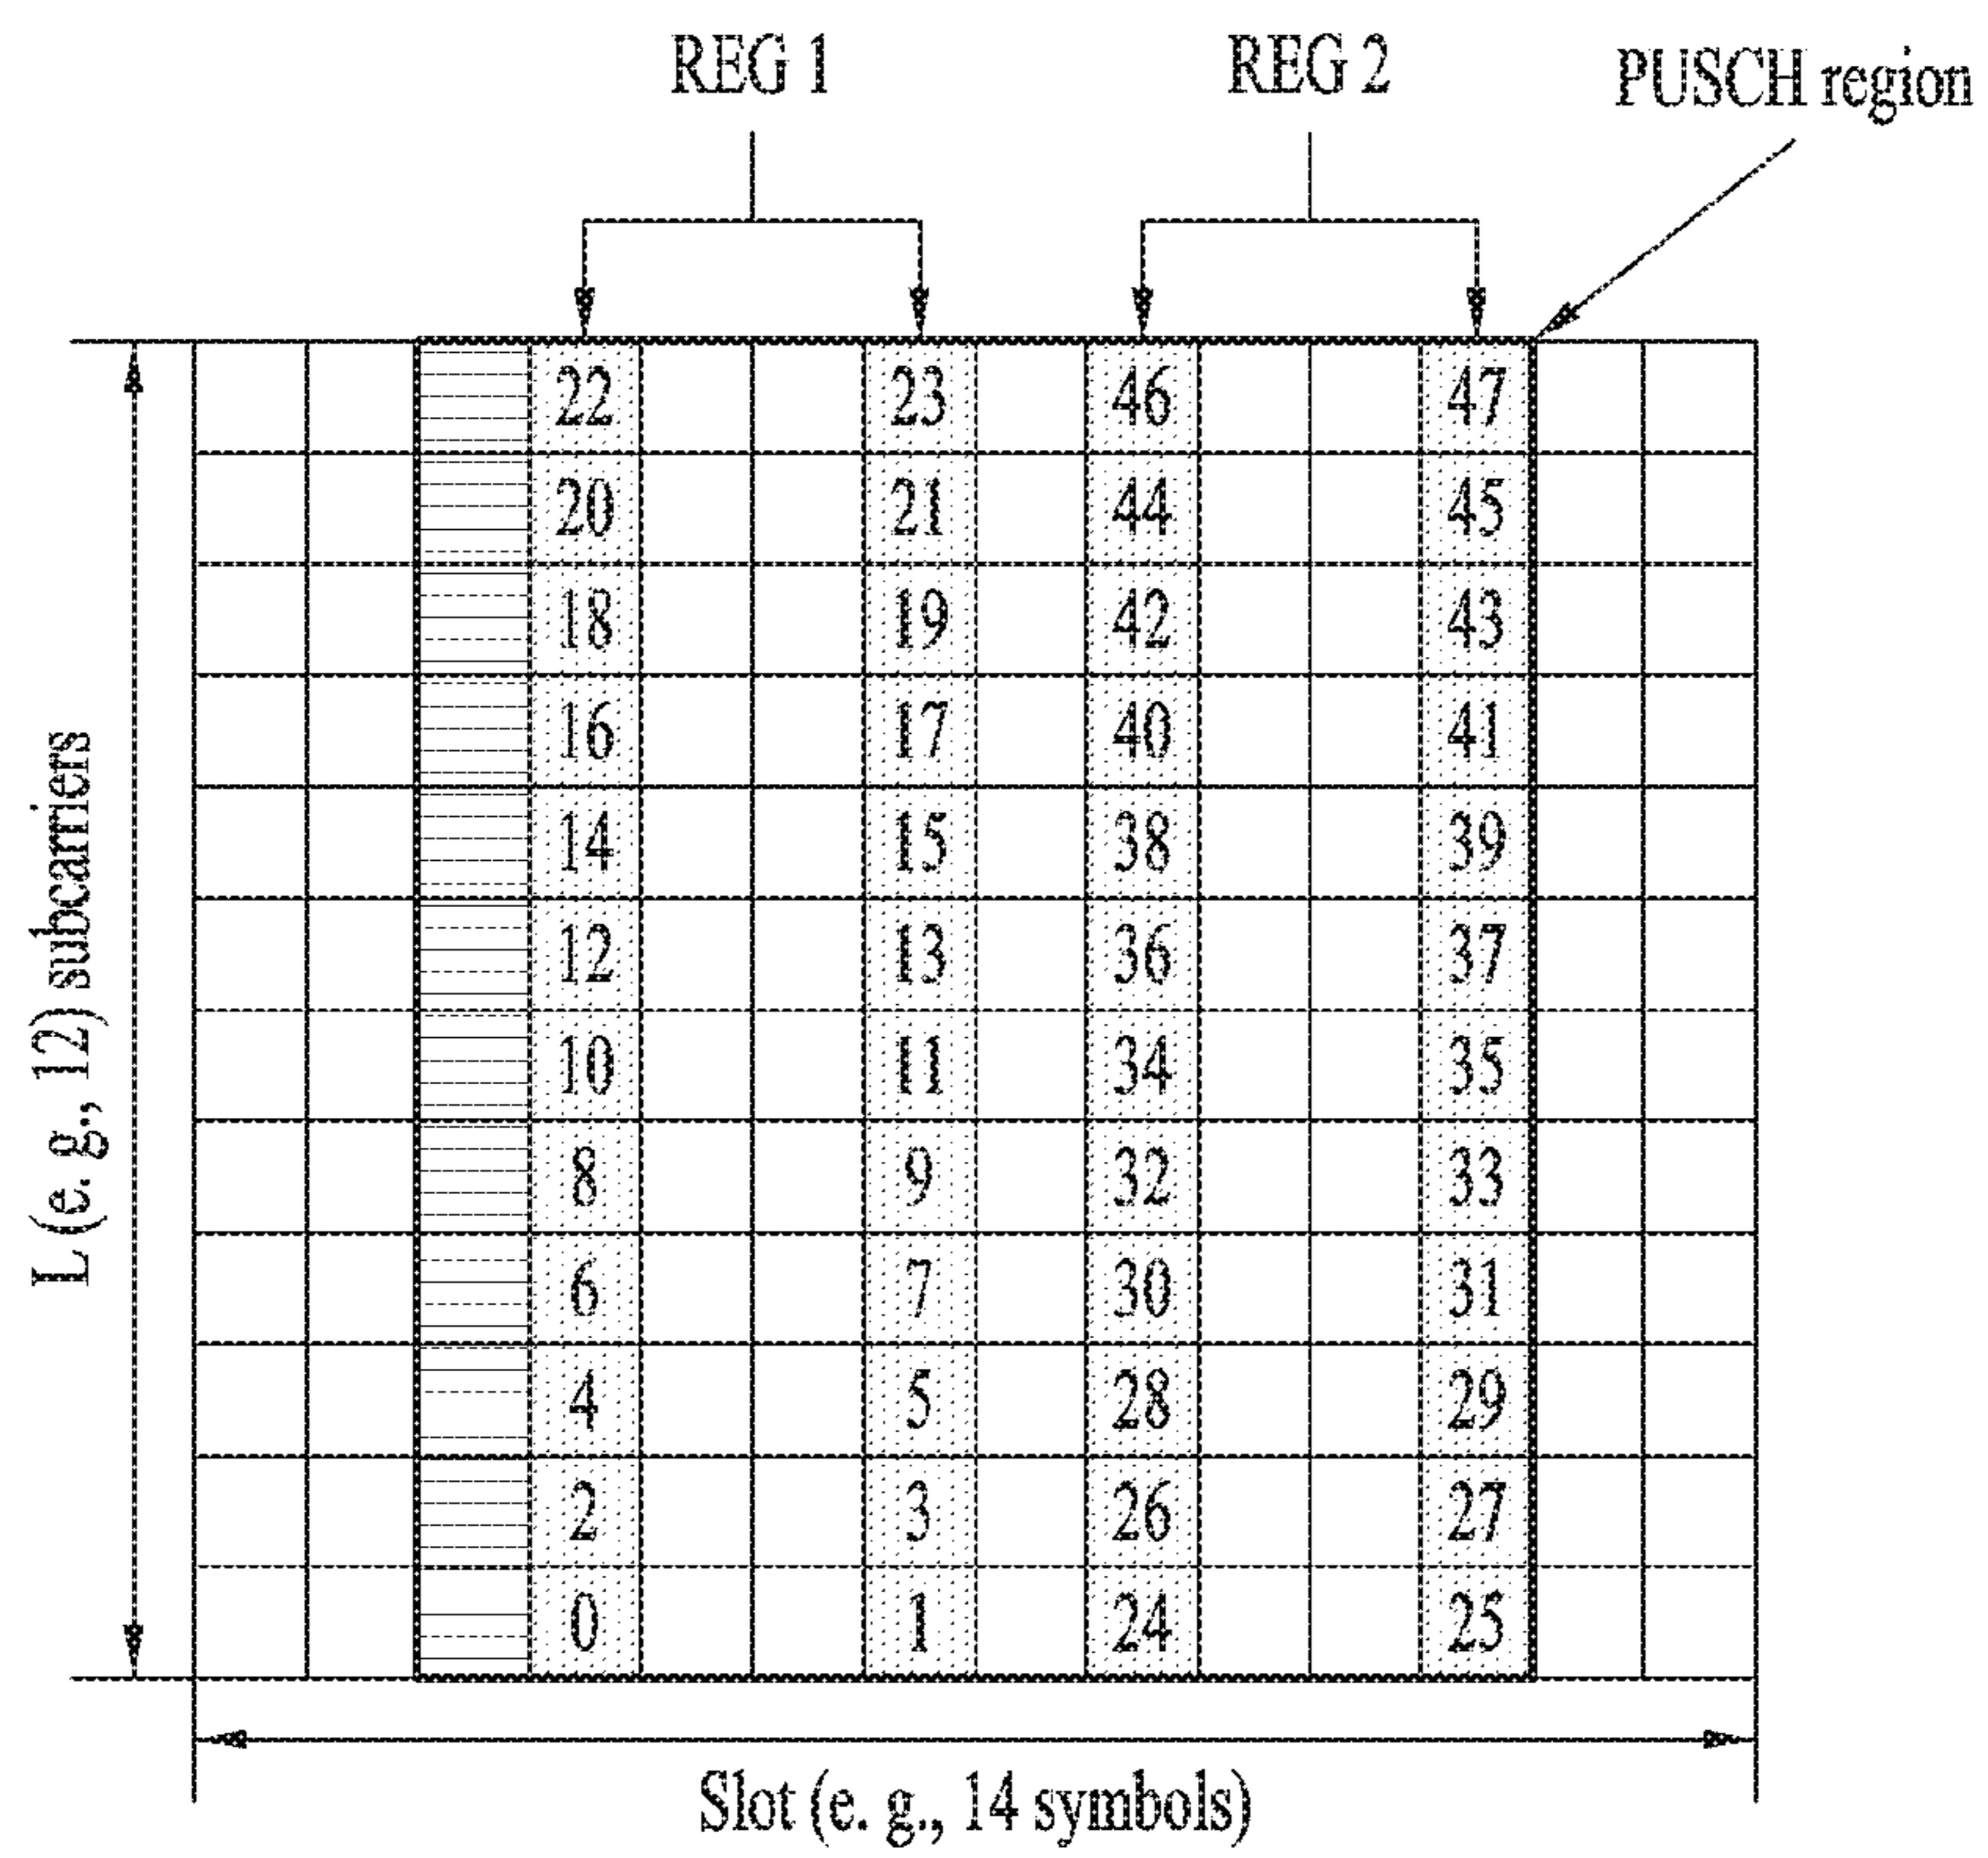 REG 1 REG 2 PUSCH region
22 23 46 47
20 21 44 45
18 19 42 43
16 17 40 41
14 15 38 39
12 13 36 37
10 11 34 35
8 9 32 33
6 7 30 31
4 5 28 29
2 3 26 27
0 1 24 25
L (e. g., 12) subcarriers
Slot (e. g., 14 symbols)